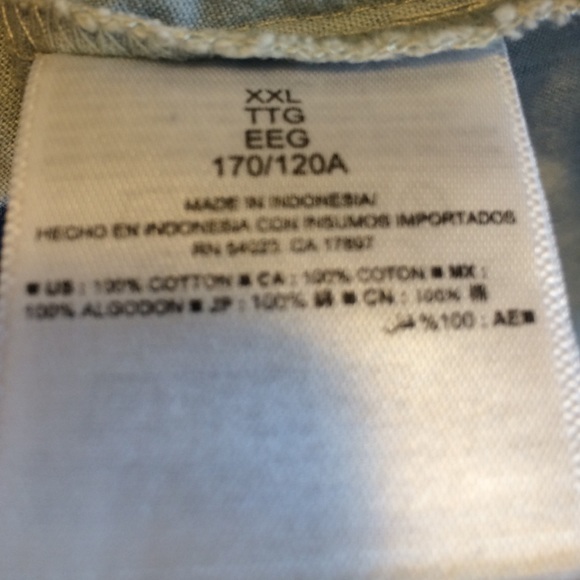 XXL
TTG
EEG
170/120A
MADE IN INDONESIA/
HECHO EN INDONESIA CON INSUMOS IMPORTADOS
RN 54023 CA 17897
■ US : 100% COTTON ■ CA : 100% COTON ■ MX :
100% ALGODON ■ JP : 100% 綿 ■ CN : 100% 棉
■AE : 100% قطن